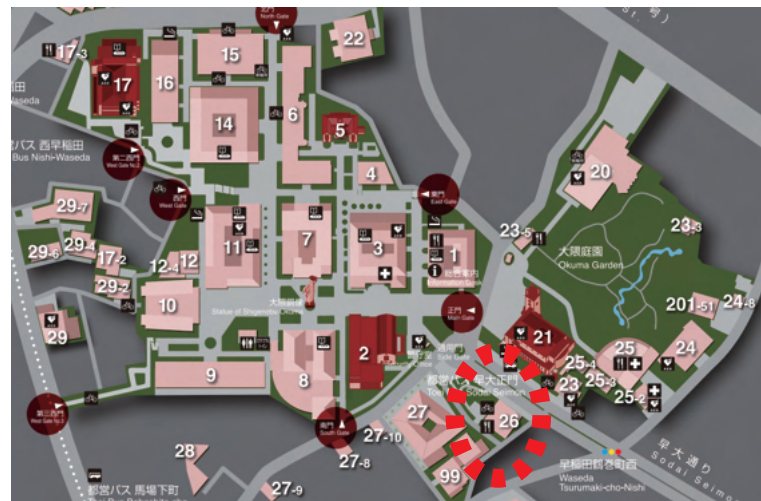 北門
North Gate
22
17-3
15
16
17
14
6
5
4
20
第二西門
West Gate No.2
西門
West Gate
東門
East Gate
営バス 西早稲田
Bus Nishi-Waseda
29-7
29-6
29-4
17-2
29-2
12-4
12
11
7
3
1
総合案内
Information Desk
23-5
23-3
大隈庭園
Okuma Garden
201-51
24-8
10
大隈銅像
Statue of Shigenobu Okuma
正門
Main Gate
通用門
Side Gate
29
2
21
25
24
25-4
23
25-3
25-2
9
8
都営バス 早大正門
Sodai Seimon
27
26
第三西門
West Gate No.3
南門
South Gate
27-10
27-8
99
28
27-9
早稲田鶴巻町西
Waseda
Tsurumaki-cho-Nishi
早大通り
Sodai Se
都営バス 馬場下町
町)
St.
田
Waseda